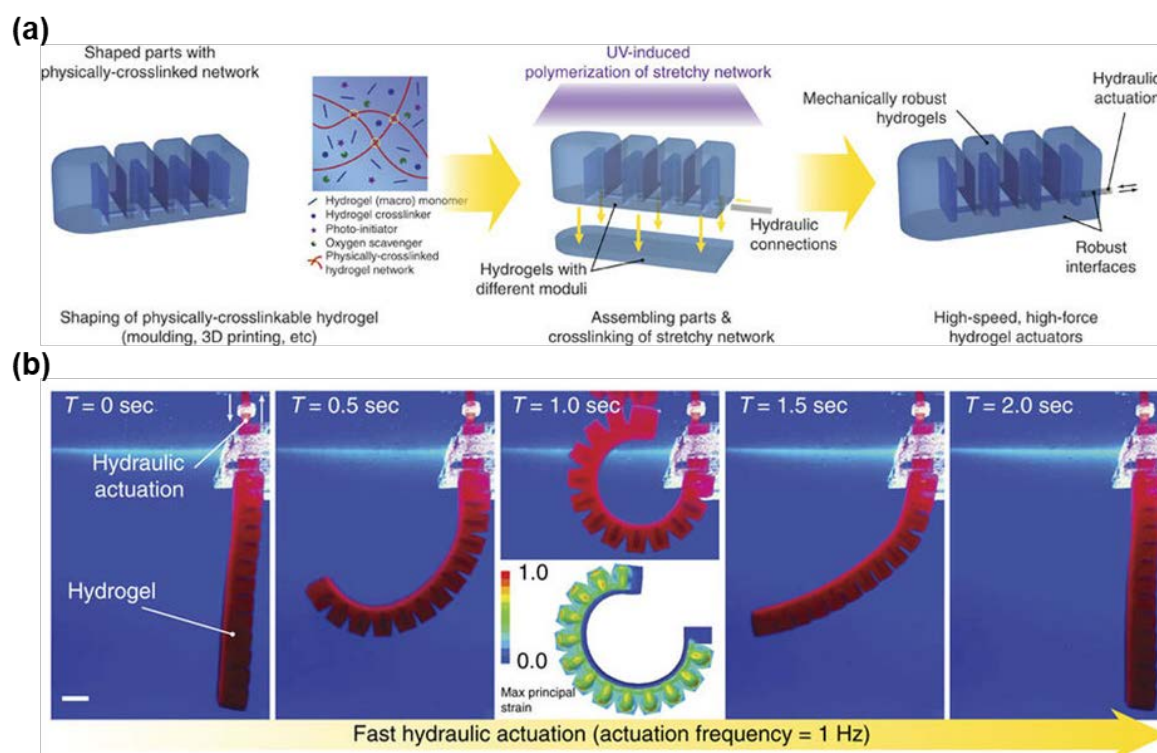 (a)
Shaped parts with
physically-crosslinked network
Hydrogel (macro) monomer
Hydrogel crosslinker
Photo-initiator
Oxygen scavenger
Physically-crosslinked
hydrogel network
Shaping of physically-crosslinkable hydrogel
(moulding, 3D printing, etc)
UV-induced
polymerization of stretchy network
Hydraulic
connections
Hydrogels with
different moduli
Assembling parts &
crosslinking of stretchy network
Mechanically robust
hydrogels
Hydraulic
actuation
Robust
interfaces
High-speed, high-force
hydrogel actuators
(b)
T = 0 sec
Hydraulic
actuation
Hydrogel
T = 0.5 sec
T = 1.0 sec
1.0
0.0
Max principal
strain
T = 1.5 sec
T = 2.0 sec
Fast hydraulic actuation (actuation frequency = 1 Hz)